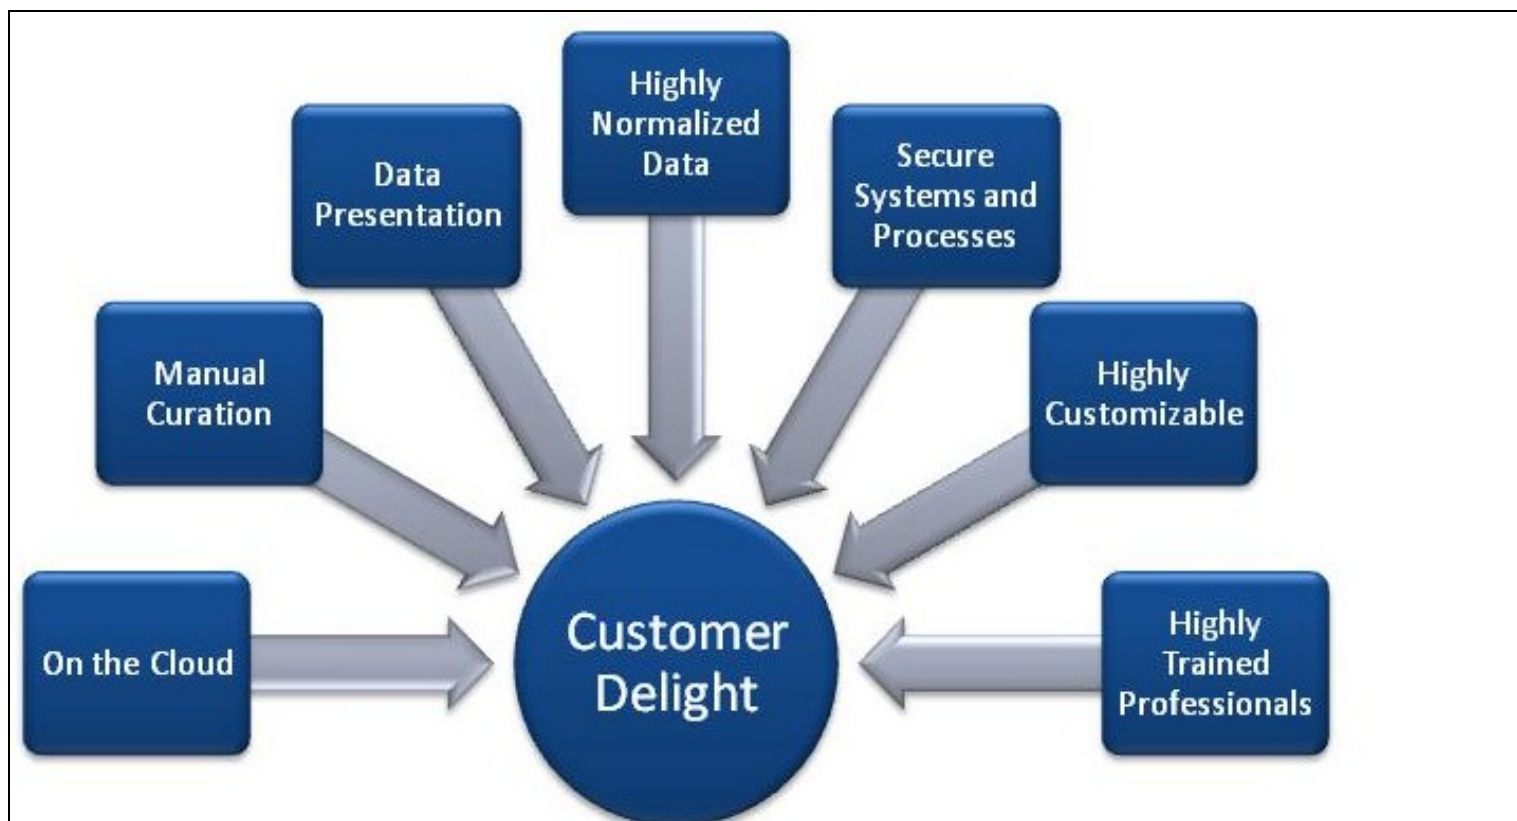 Highly
Normalized
Data
Data
Presentation
Secure
Systems and
Processes
Manual
Curation
Highly
Customizable
On the Cloud
Customer
Delight
Highly
Trained
Professionals